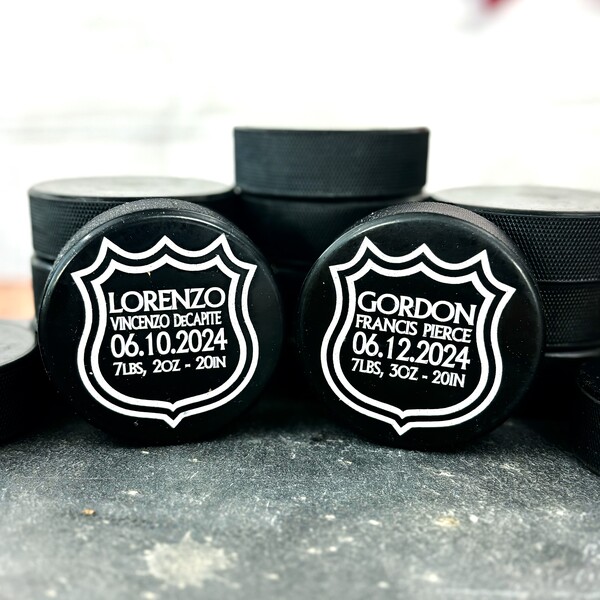 LORENZO
VINCENZO DeCAPITE
06.10.2024
7LBS, 2OZ - 20IN
GORDON
FRANCIS PIERCE
06.12.2024
7LBS, 3OZ - 20IN